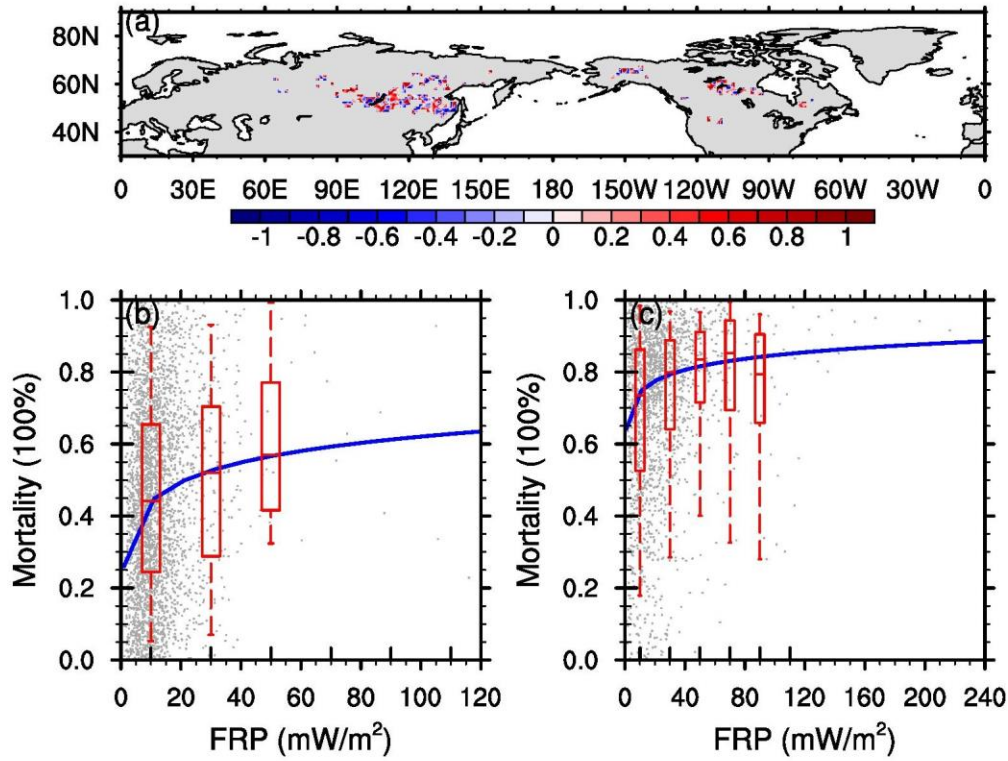 (a)
80N
60N
40N
0 30E 60E 90E 120E 150E 180 150W 120W 90W 60W 30W 0
-1 -0.8 -0.6 -0.4 -0.2 0 0.2 0.4 0.6 0.8 1
(b)
Mortality (100%)
1.0
0.8
0.6
0.4
0.2
0.0
0 20 40 60 80 100 120
FRP (mW/m²)
(c)
Mortality (100%)
1.0
0.8
0.6
0.4
0.2
0.0
0 40 80 120 160 200 240
FRP (mW/m²)